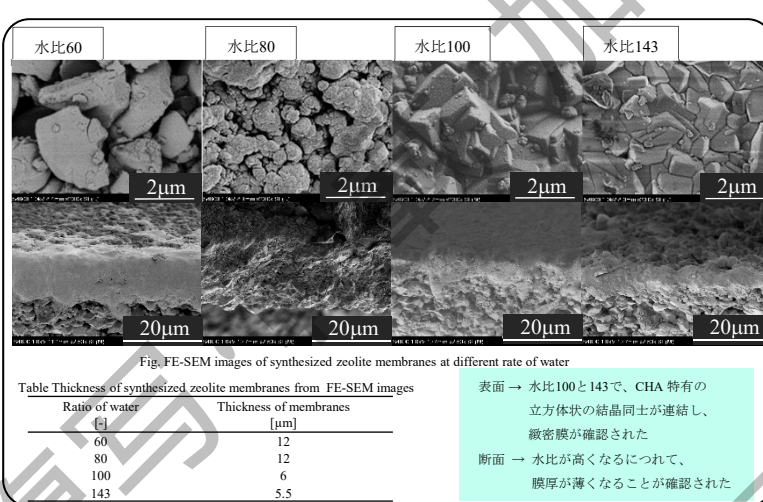 水比60
水比80
水比100
水比143
2μm
2μm
2μm
2μm
20μm
20μm
20μm
20μm
Fig. FE-SEM images of synthesized zeolite membranes at different rate of water
Table Thickness of synthesized zeolite membranes from FE-SEM images
Ratio of water Thickness of membranes
[-] [μm]
60 12
80 12
100 6
143 5.5
表面 → 水比100と143で、CHA 特有の
立方体状の結晶同士が連結し、
緻密膜が確認された
断面 → 水比が高くなるにつれて、
膜厚が薄くなることが確認された